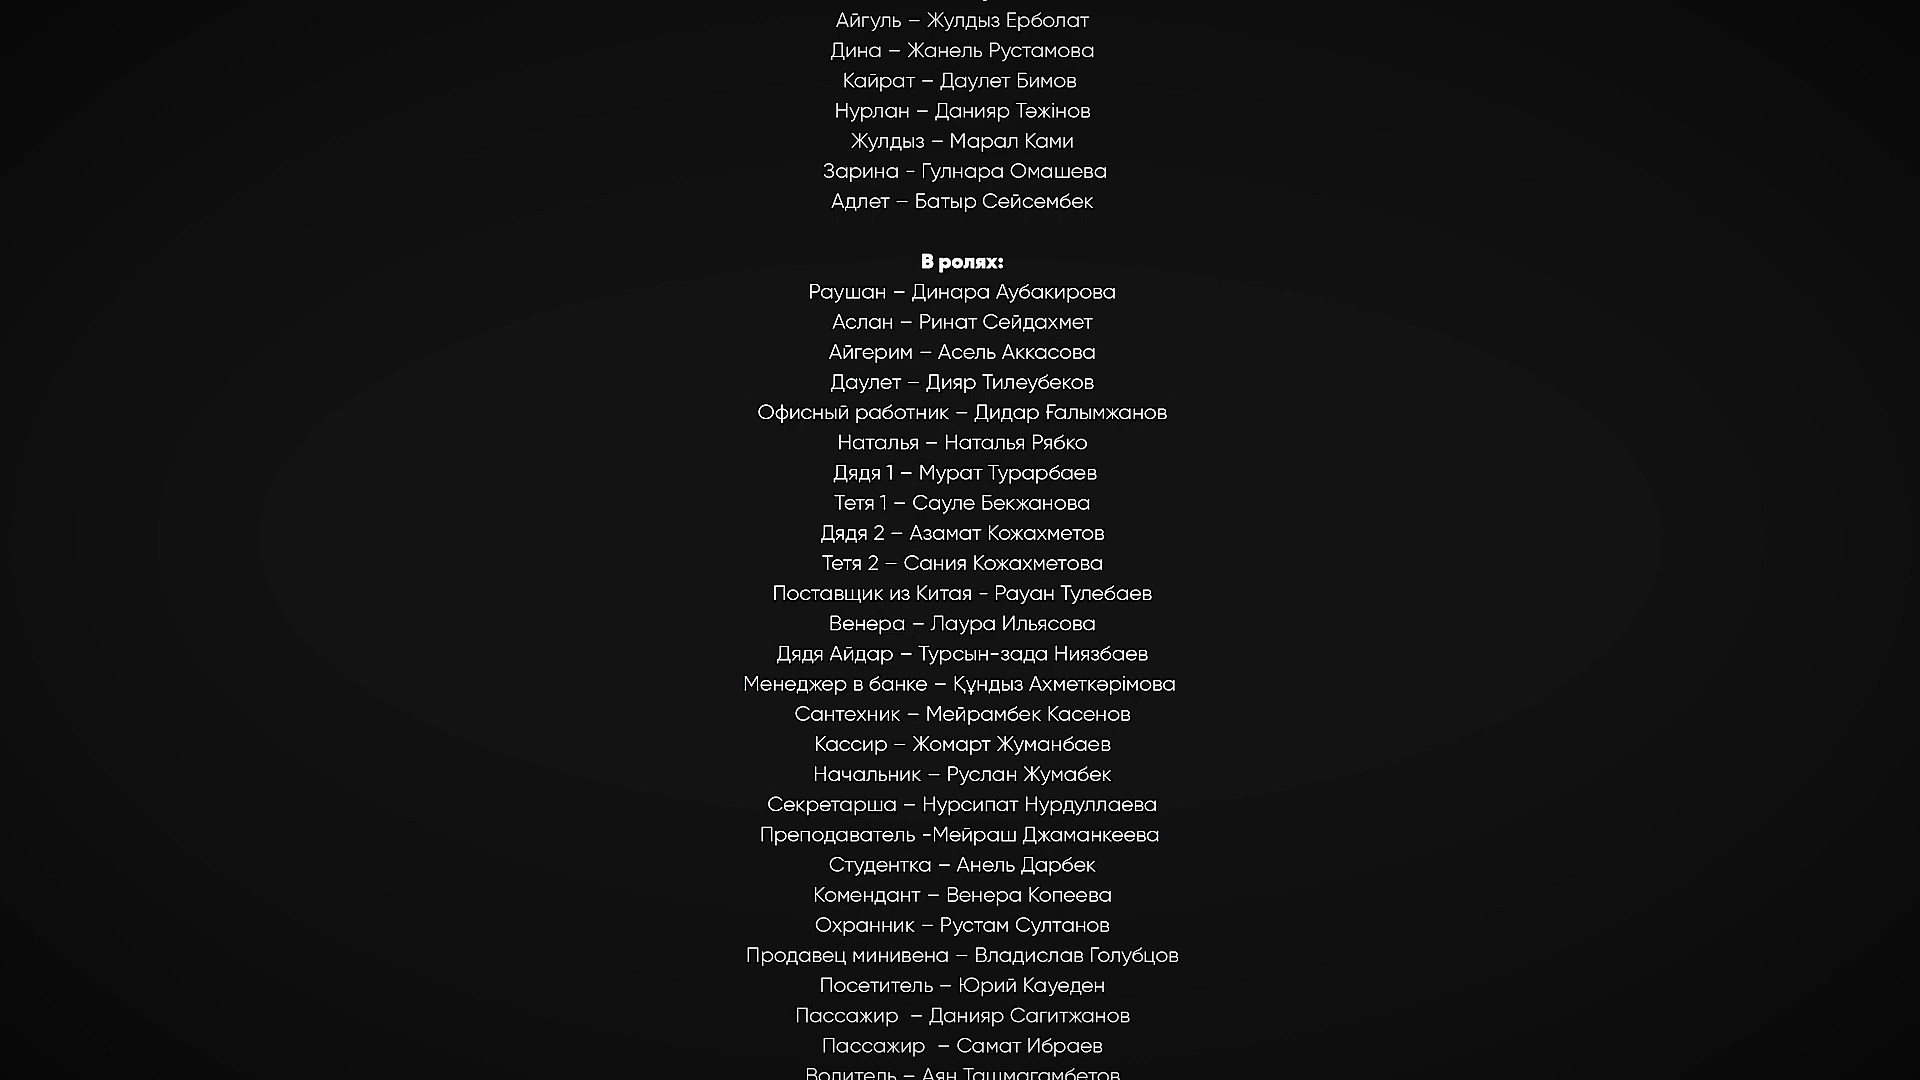 Айгуль – Жулдыз Ерболат
Дина – Жанель Рустамова
Кайрат – Даулет Бимов
Нурлан – Данияр Тәжінов
Жулдыз – Марал Ками
Зарина - Гулнара Омашева
Адлет – Батыр Сейсембек
В ролях:
Раушан – Динара Аубакирова
Аслан – Ринат Сейдахмет
Айгерим – Асель Аккасова
Даулет – Дияр Тилеубеков
Офисный работник – Дидар Ғалымжанов
Наталья – Наталья Рябко
Дядя 1 – Мурат Турарбаев
Тетя 1 – Сауле Бекжанова
Дядя 2 – Азамат Кожахметов
Тетя 2 – Сания Кожахметова
Поставщик из Китая - Рауан Тулебаев
Венера – Лаура Ильясова
Дядя Айдар – Турсын-зада Ниязбаев
Менеджер в банке – Құндыз Ахметкәрімова
Сантехник – Мейрамбек Касенов
Кассир – Жомарт Жуманбаев
Начальник – Руслан Жумабек
Секретарша – Нурсипат Нурдуллаева
Преподаватель -Мейраш Джаманкеева
Студентка – Анель Дарбек
Комендант – Венера Копеева
Охранник – Рустам Султанов
Продавец минивена – Владислав Голубцов
Посетитель – Юрий Кауеден
Пассажир – Данияр Сагитжанов
Пассажир – Самат Ибраев
Водитель – Аян Ташмагамбетов